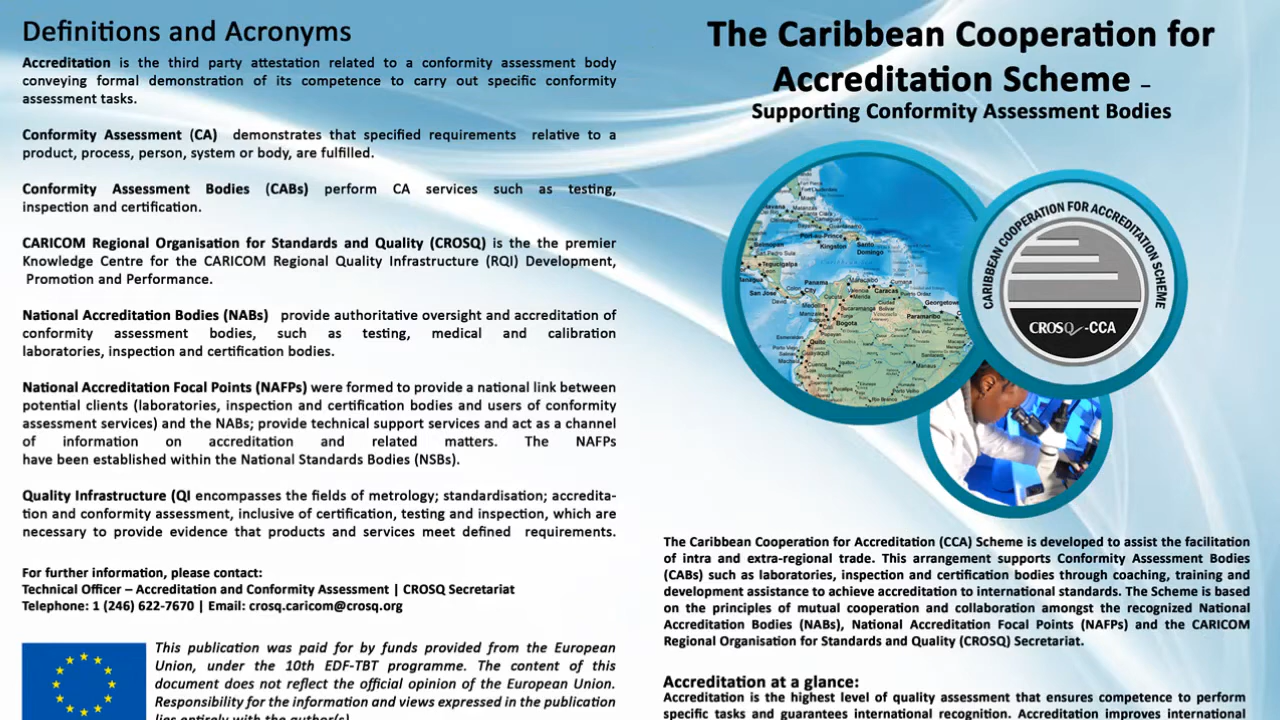 Definitions and Acronyms
Accreditation is the third party attestation related to a conformity assessment body
conveying formal demonstration of its competence to carry out specific conformity
assessment tasks.
Conformity Assessment (CA) demonstrates that specified requirements relative to a
product, process, person, system or body, are fulfilled.
Conformity Assessment Bodies (CABs) perform CA services such as testing,
inspection and certification.
CARICOM Regional Organisation for Standards and Quality (CROSQ) is the the premier
Knowledge Centre for the CARICOM Regional Quality Infrastructure (RQI) Development,
Promotion and Performance.
National Accreditation Bodies (NABs) provide authoritative oversight and accreditation of
conformity assessment bodies, such as testing, medical and calibration
laboratories, inspection and certification bodies.
National Accreditation Focal Points (NAFPs) were formed to provide a national link between
potential clients (laboratories, inspection and certification bodies and users of conformity
assessment services) and the NABs; provide technical support services and act as a channel
of information on accreditation and related matters. The NAFPs
have been established within the National Standards Bodies (NSBs).
Quality Infrastructure (QI encompasses the fields of metrology; standardisation; accredita-
tion and conformity assessment, inclusive of certification, testing and inspection, which are
necessary to provide evidence that products and services meet defined requirements.
For further information, please contact:
Technical Officer – Accreditation and Conformity Assessment | CROSQ Secretariat
Telephone: 1 (246) 622-7670 | Email: crosq.caricom@crosq.org
This publication was paid for by funds provided from the European
Union, under the 10th EDF-TBT programme. The content of this
document does not reflect the official opinion of the European Union.
Responsibility for the information and views expressed in the publication
lies entirely with the author(s).
The Caribbean Cooperation for
Accreditation Scheme –
Supporting Conformity Assessment Bodies
CARIBBEAN COOPERATION FOR ACCREDITATION SCHEME
CROSQ-CCA
Miami
Kingston
Santo
Domingo
Tegucigalpa
San Jose
Panama
City
Maracaibo
Caracas
Georgetown
Paramaribo
Bogota
Quito
Manaus
The Caribbean Cooperation for Accreditation (CCA) Scheme is developed to assist the facilitation
of intra and extra-regional trade. This arrangement supports Conformity Assessment Bodies
(CABs) such as laboratories, inspection and certification bodies through coaching, training and
development assistance to achieve accreditation to international standards. The Scheme is based
on the principles of mutual cooperation and collaboration amongst the recognized National
Accreditation Bodies (NABs), National Accreditation Focal Points (NAFPs) and the CARICOM
Regional Organisation for Standards and Quality (CROSQ) Secretariat.
Accreditation at a glance:
Accreditation is the highest level of quality assessment that ensures competence to perform
specific tasks and guarantees international recognition. Accreditation improves international